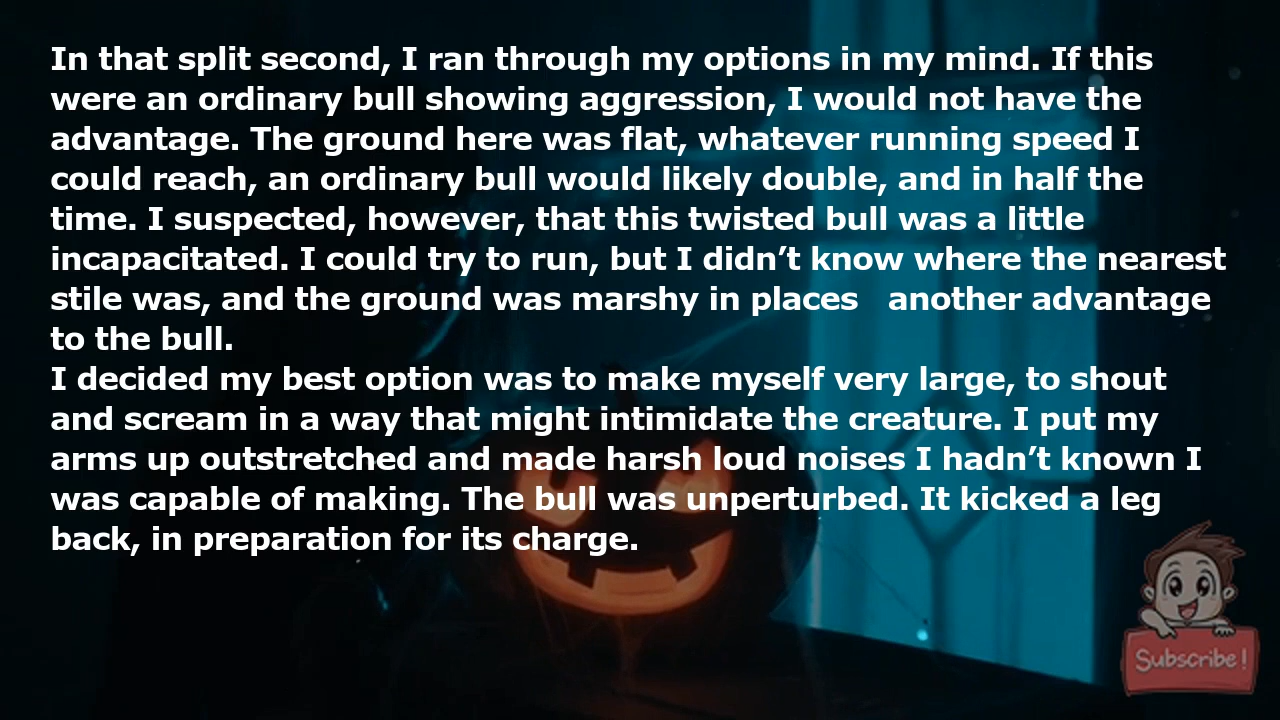 In that split second, I ran through my options in my mind. If this
were an ordinary bull showing aggression, I would not have the
advantage. The ground here was flat, whatever running speed I
could reach, an ordinary bull would likely double, and in half the
time. I suspected, however, that this twisted bull was a little
incapacitated. I could try to run, but I didn’t know where the nearest
stile was, and the ground was marshy in places   another advantage
to the bull.
I decided my best option was to make myself very large, to shout
and scream in a way that might intimidate the creature. I put my
arms up outstretched and made harsh loud noises I hadn’t known I
was capable of making. The bull was unperturbed. It kicked a leg
back, in preparation for its charge.
Subscribe!